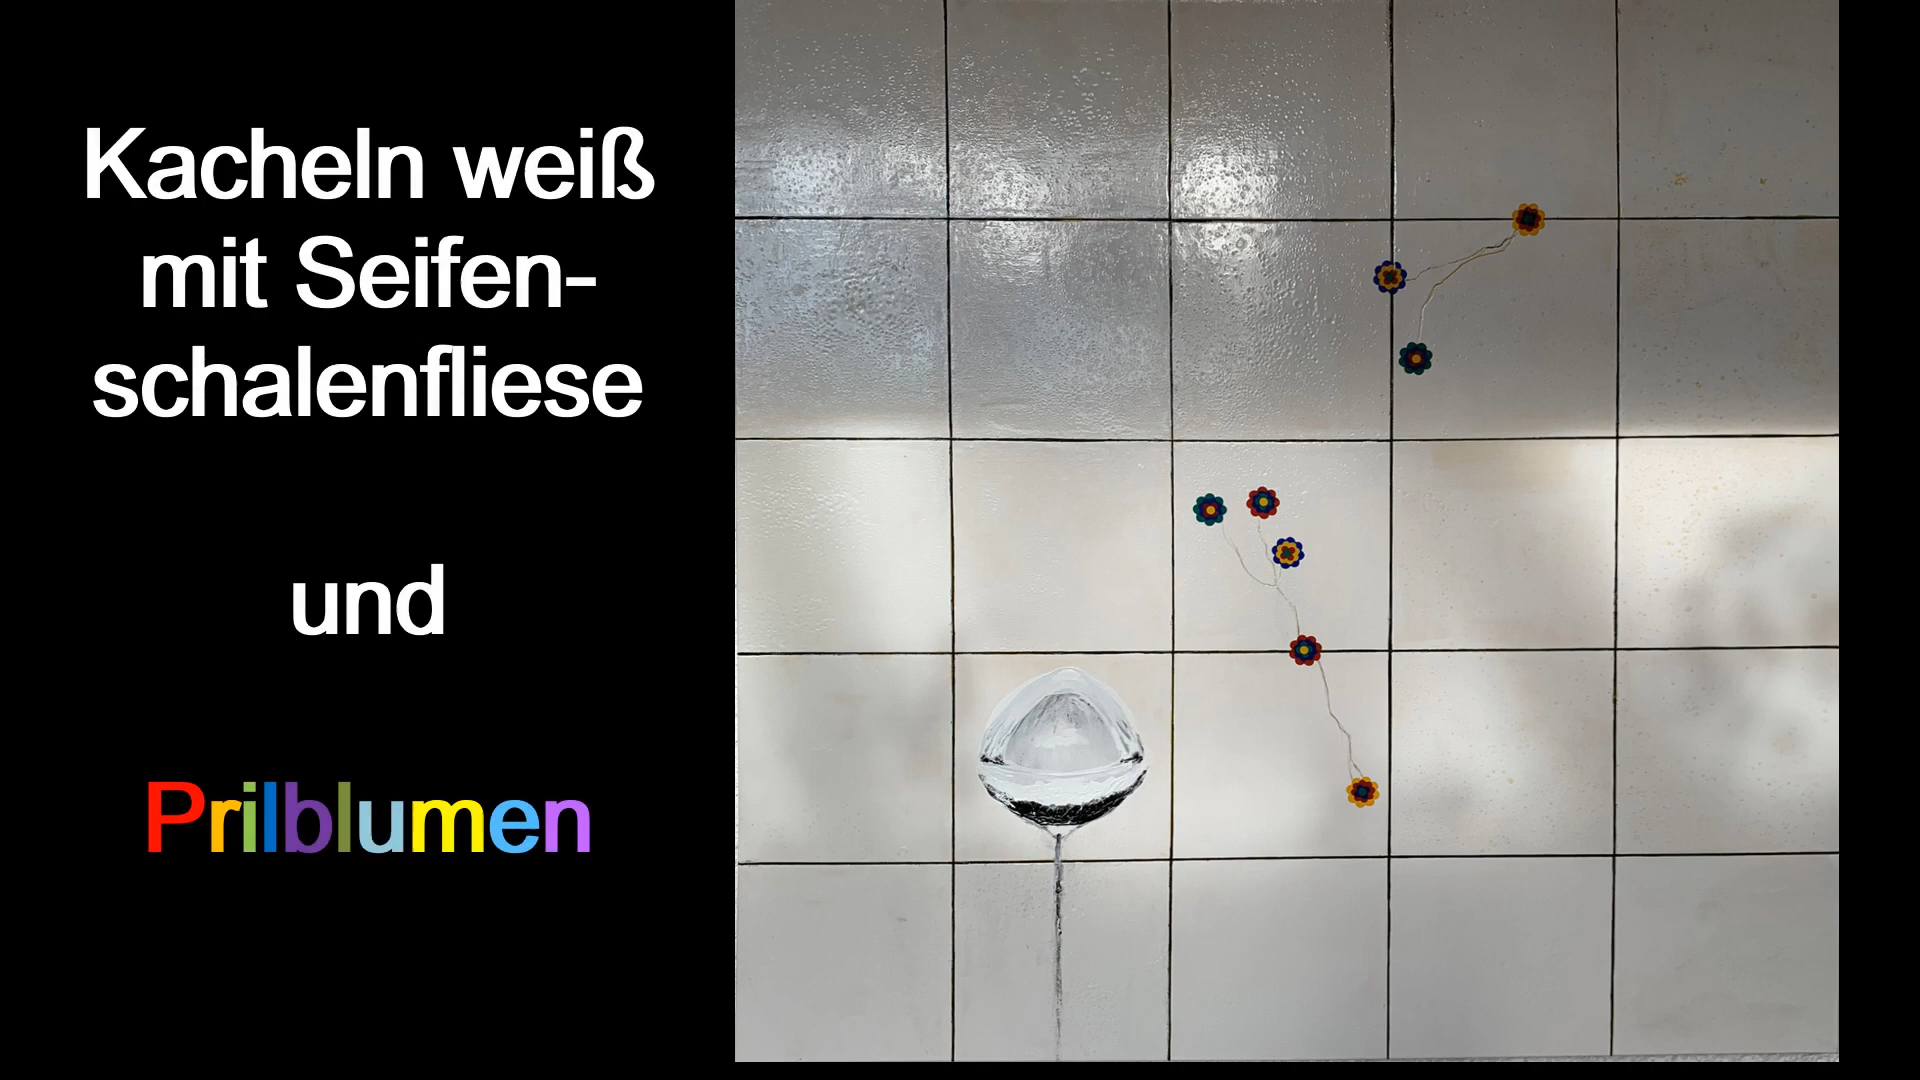 Kacheln weiß
mit Seifen-
schalenfliese
und
Prilblumen